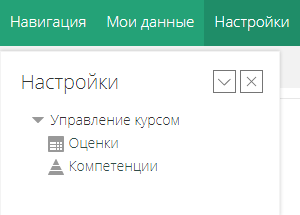 Навигация Мои данные Настройки
Настройки
Управление курсом
Оценки
Компетенции